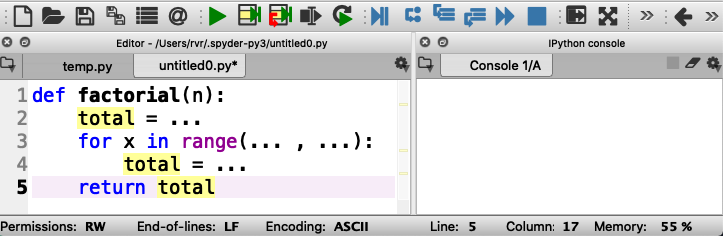 Editor - /Users/rvr/.spyder-py3/untitled0.py
IPython console
temp.py untitled0.py*
Console 1/A
1 def factorial(n):
2     total = ...
3     for x in range(... , ...):
4         total = ...
5     return total
Permissions: RW End-of-lines: LF Encoding: ASCII Line: 5 Column: 17 Memory: 55 %